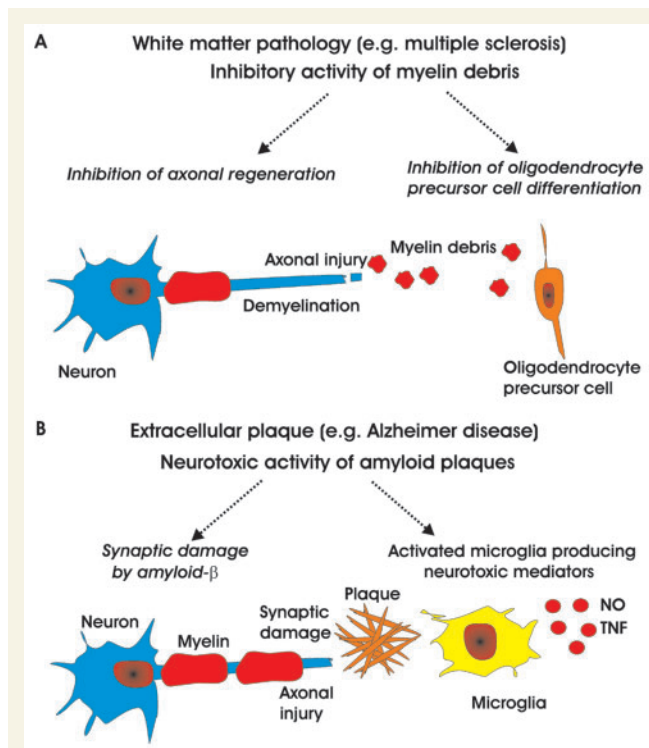 A
White matter pathology (e.g. multiple sclerosis)
Inhibitory activity of myelin debris
Inhibition of axonal regeneration
Inhibition of oligodendrocyte
precursor cell differentiation
Axonal injury
Myelin debris
Demyelination
Neuron
Oligodendrocyte
precursor cell
B
Extracellular plaque (e.g. Alzheimer disease)
Neurotoxic activity of amyloid plaques
Synaptic damage
by amyloid-β
Activated microglia producing
neurotoxic mediators
Neuron
Myelin
Synaptic
damage
Plaque
NO
TNF
Axonal
injury
Microglia